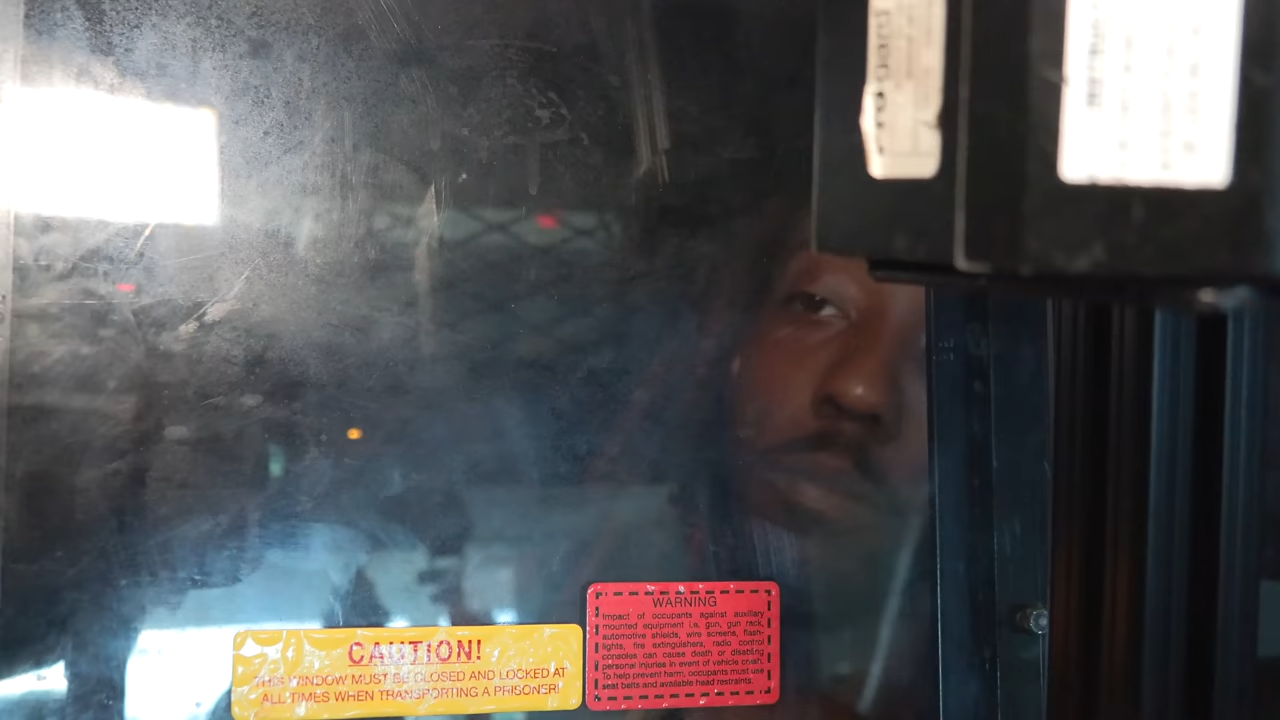 CAUTION!
THIS WINDOW MUST BE CLOSED AND LOCKED AT
ALL TIMES WHEN TRANSPORTING A PRISONER!
WARNING
Impact of occupants against auxiliary
mounted equipment i.e. gun, gun rack,
automotive shields, wire screens, flash-
lights, fire extinguishers, radio control
consoles can cause death or disabling
personal injuries in event of vehicle crash.
To help prevent harm, occupants must use
seat belts and available head restraints.